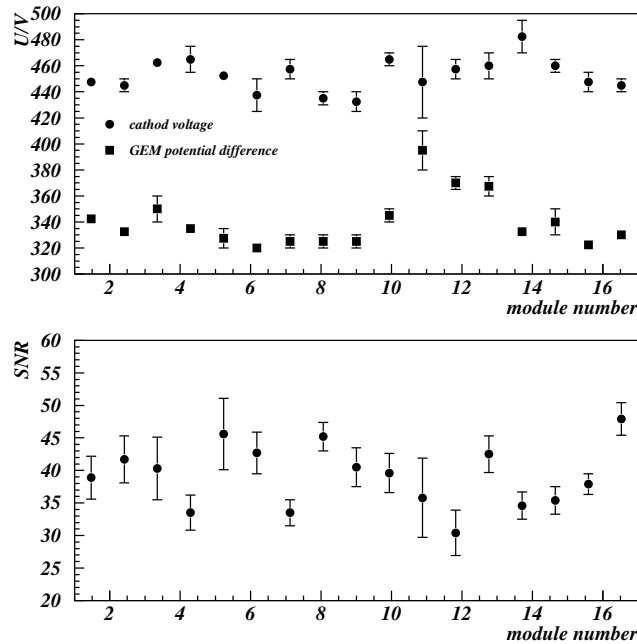 U/V
500
480
460
440
420
400
380
360
340
320
300
cathod voltage
GEM potential difference
2 4 6 8 10 12 14 16
module number
SNR
60
55
50
45
40
35
30
25
20
2 4 6 8 10 12 14 16
module number